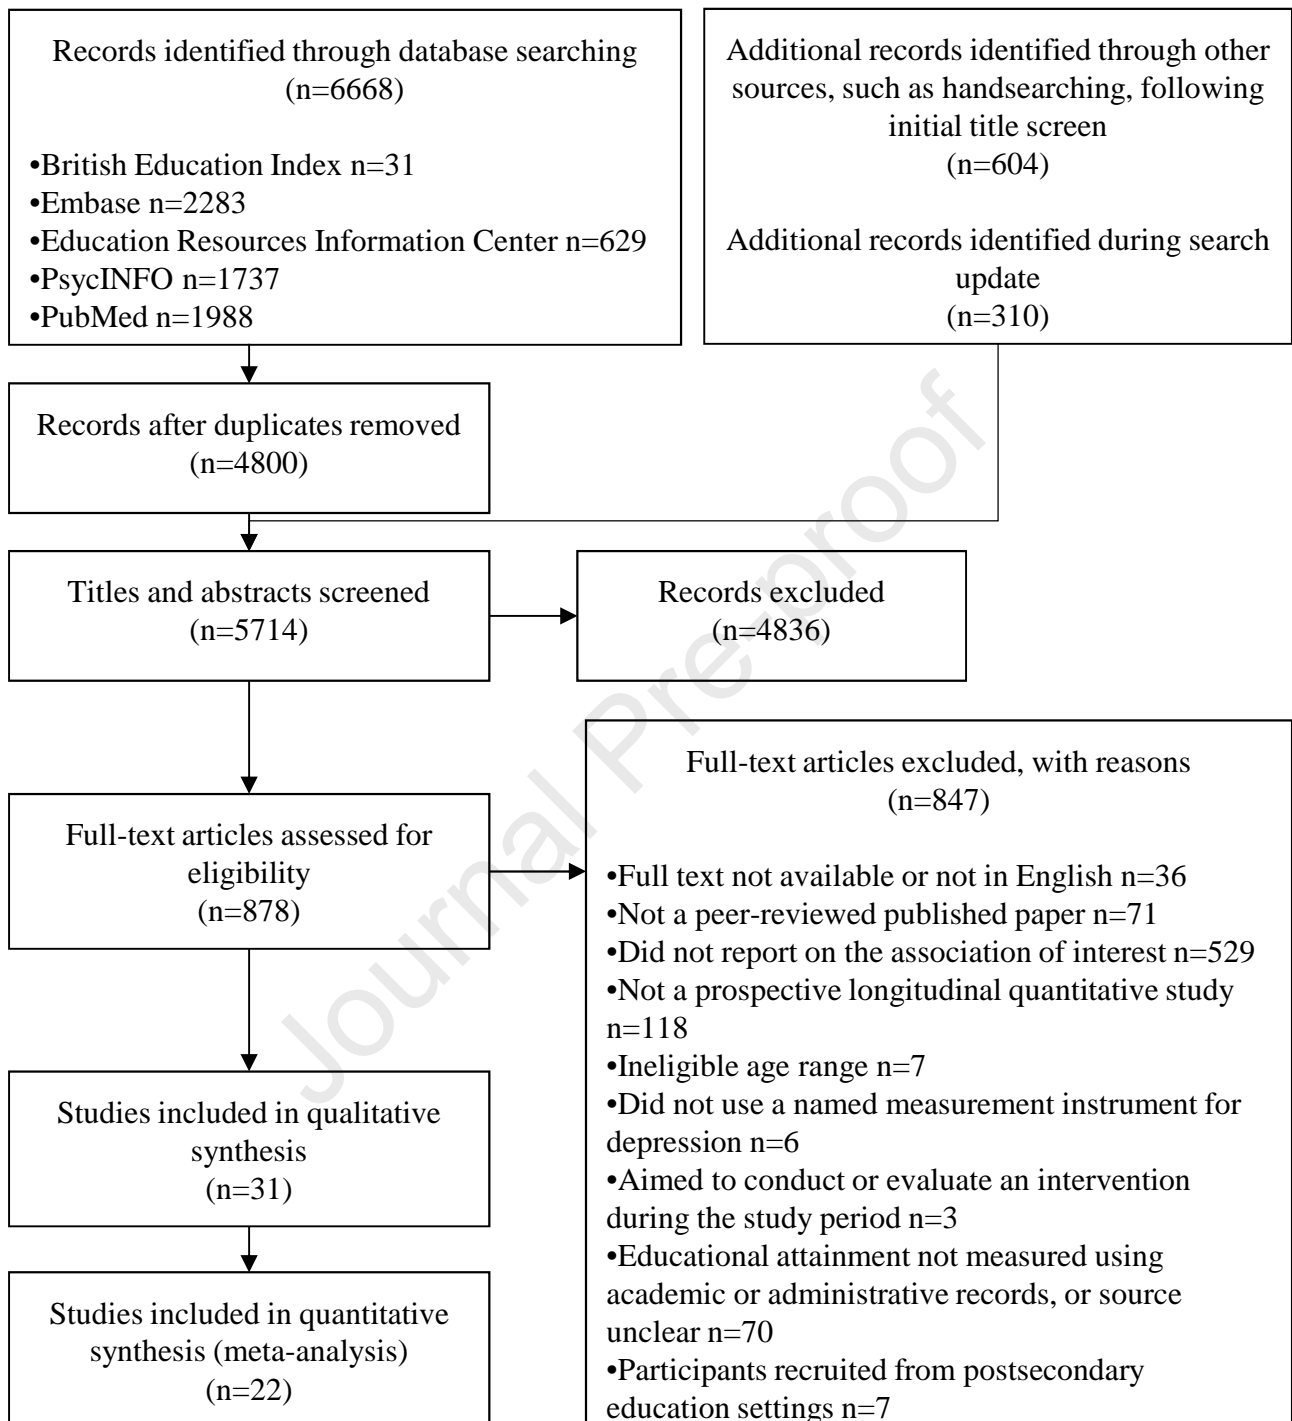 Records identified through database searching
(n=6668)
•British Education Index n=31
•Embase n=2283
•Education Resources Information Center n=629
•PsycINFO n=1737
•PubMed n=1988
Additional records identified through other
sources, such as handsearching, following
initial title screen
(n=604)
Additional records identified during search
update
(n=310)
Records after duplicates removed
(n=4800)
Titles and abstracts screened
(n=5714)
Records excluded
(n=4836)
Full-text articles assessed for
eligibility
(n=878)
Full-text articles excluded, with reasons
(n=847)
•Full text not available or not in English n=36
•Not a peer-reviewed published paper n=71
•Did not report on the association of interest n=529
•Not a prospective longitudinal quantitative study
n=118
•Ineligible age range n=7
•Did not use a named measurement instrument for
depression n=6
•Aimed to conduct or evaluate an intervention
during the study period n=3
•Educational attainment not measured using
academic or administrative records, or source
unclear n=70
•Participants recruited from postsecondary
education settings n=7
Studies included in qualitative
synthesis
(n=31)
Studies included in quantitative
synthesis (meta-analysis)
(n=22)
Journal Pre-proof